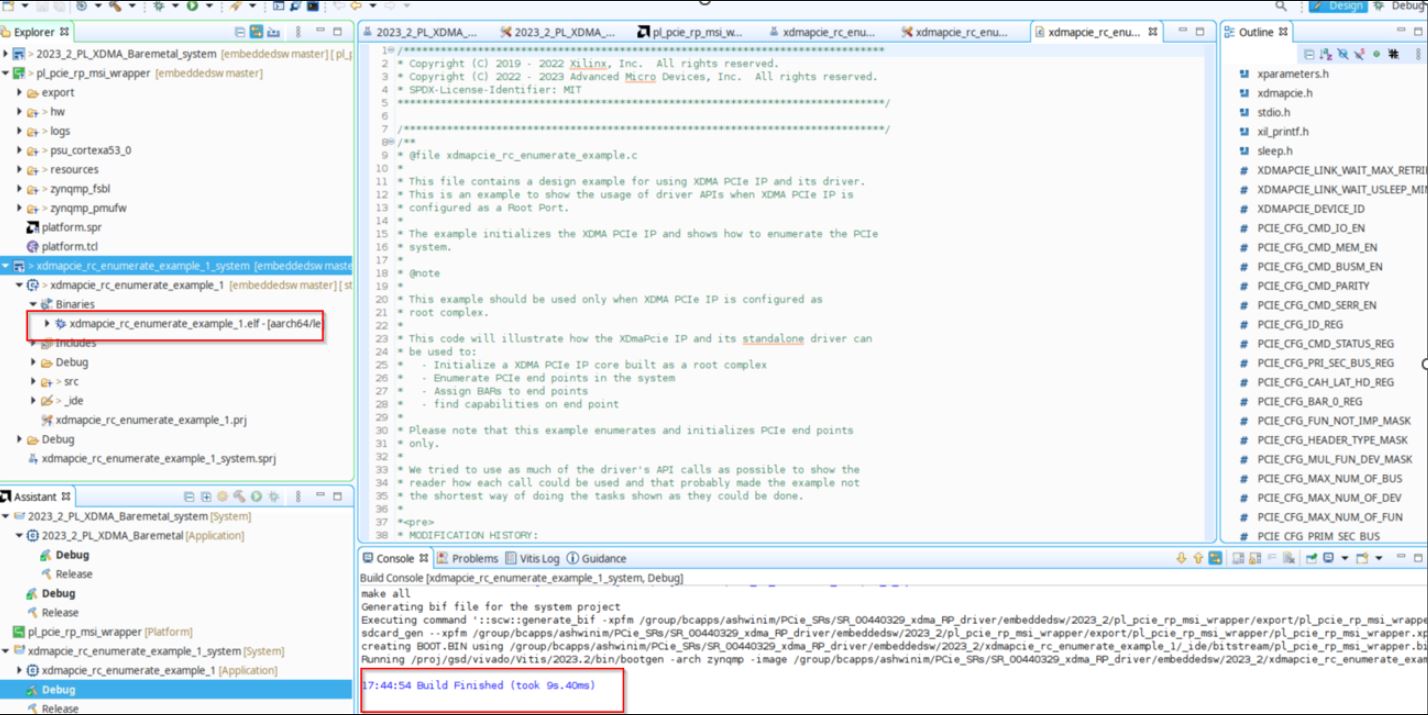 Design
Debug
Explorer
> 2023_2_PL_XDMA_Baremetal_system [embeddedsw master] [ pl_p
> pl_pcie_rp_msi_wrapper [embeddedsw master]
export
> hw
> logs
> psu_cortexa53_0
> resources
> zynqmp_fsbl
> zynqmp_pmufw
platform.spr
platform.tcl
> xdmapcie_rc_enumerate_example_1_system [embeddedsw maste
> xdmapcie_rc_enumerate_example_1 [embeddedsw master] [ st
Binaries
xdmapcie_rc_enumerate_example_1.elf - [aarch64/le
Includes
Debug
> src
> _ide
xdmapcie_rc_enumerate_example_1.prj
Debug
xdmapcie_rc_enumerate_example_1_system.sprj
Assistant
2023_2_PL_XDMA_Baremetal_system [System]
2023_2_PL_XDMA_Baremetal [Application]
Debug
Release
Debug
Release
pl_pcie_rp_msi_wrapper [Platform]
xdmapcie_rc_enumerate_example_1_system [System]
xdmapcie_rc_enumerate_example_1 [Application]
Debug
Release
2023_2_PL_XDMA_... 2023_2_PL_XDMA_... pl_pcie_rp_msi_w... xdmapcie_rc_enu... xdmapcie_rc_enu... xdmapcie_rc_enu...
1 /******************************************************************************
2 * Copyright (C) 2019 - 2022 Xilinx, Inc.  All rights reserved.
3 * Copyright (C) 2022 - 2023 Advanced Micro Devices, Inc.  All rights reserved.
4 * SPDX-License-Identifier: MIT
5 ******************************************************************************/
6
7 /*****************************************************************************/
8 /**
9 * @file xdmapcie_rc_enumerate_example.c
10 *
11 * This file contains a design example for using XDMA PCIe IP and its driver.
12 * This is an example to show the usage of driver APIs when XDMA PCIe IP is
13 * configured as a Root Port.
14 *
15 * The example initializes the XDMA PCIe IP and shows how to enumerate the PCIe
16 * system.
17 *
18 * @note
19 *
20 * This example should be used only when XDMA PCIe IP is configured as
21 * root complex.
22 *
23 * This code will illustrate how the XDmaPcie IP and its standalone driver can
24 * be used to:
25 *   - Initialize a XDMA PCIe IP core built as a root complex
26 *   - Enumerate PCIe end points in the system
27 *   - Assign BARs to end points
28 *   - find capabilities on end point
29 *
30 * Please note that this example enumerates and initializes PCIe end points
31 * only.
32 *
33 * We tried to use as much of the driver's API calls as possible to show the
34 * reader how each call could be used and that probably made the example not
35 * the shortest way of doing the tasks shown as they could be done.
36 *
37 *<pre>
38 * MODIFICATION HISTORY:
Console Problems Vitis Log Guidance
Build Console [xdmapcie_rc_enumerate_example_1_system, Debug]
make all
Generating bif file for the system project
Executing command '::scw::generate_bif -xpfm /group/bcapps/ashwinim/PCie_SRs/SR_00440329_xdma_RP_driver/embeddedsw/2023_2/pl_pcie_rp_msi_wrapper/export/pl_pcie_rp_msi_wrappe
sdcard_gen --xpfm /group/bcapps/ashwinim/PCie_SRs/SR_00440329_xdma_RP_driver/embeddedsw/2023_2/pl_pcie_rp_msi_wrapper/export/pl_pcie_rp_msi_wrapper/pl_pcie_rp_msi_wrapper.xp
creating BOOT.BIN using /group/bcapps/ashwinim/PCie_SRs/SR_00440329_xdma_RP_driver/embeddedsw/2023_2/xdmapcie_rc_enumerate_example_1/_ide/bitstream/pl_pcie_rp_msi_wrapper.bi
Running /proj/gsd/vivado/Vitis/2023.2/bin/bootgen -arch zynqmp -image /group/bcapps/ashwinim/PCie_SRs/SR_00440329_xdma_RP_driver/embeddedsw/2023_2/xdmapcie_rc_enumerate_exam
17:44:54 Build Finished (took 9s.40ms)
Outline
xparameters.h
xdmapcie.h
stdio.h
xil_printf.h
sleep.h
XDMAPCIE_LINK_WAIT_MAX_RETRI
XDMAPCIE_LINK_WAIT_USLEEP_MI
XDMAPCIE_DEVICE_ID
PCIE_CFG_CMD_IO_EN
PCIE_CFG_CMD_MEM_EN
PCIE_CFG_CMD_BUSM_EN
PCIE_CFG_CMD_PARITY
PCIE_CFG_CMD_SERR_EN
PCIE_CFG_ID_REG
PCIE_CFG_CMD_STATUS_REG
PCIE_CFG_PRI_SEC_BUS_REG
PCIE_CFG_CAH_LAT_HD_REG
PCIE_CFG_BAR_0_REG
PCIE_CFG_FUN_NOT_IMP_MASK
PCIE_CFG_HEADER_TYPE_MASK
PCIE_CFG_MUL_FUN_DEV_MASK
PCIE_CFG_MAX_NUM_OF_BUS
PCIE_CFG_MAX_NUM_OF_DEV
PCIE_CFG_MAX_NUM_OF_FUN
PCIE_CFG_PRIM_SEC_BUS